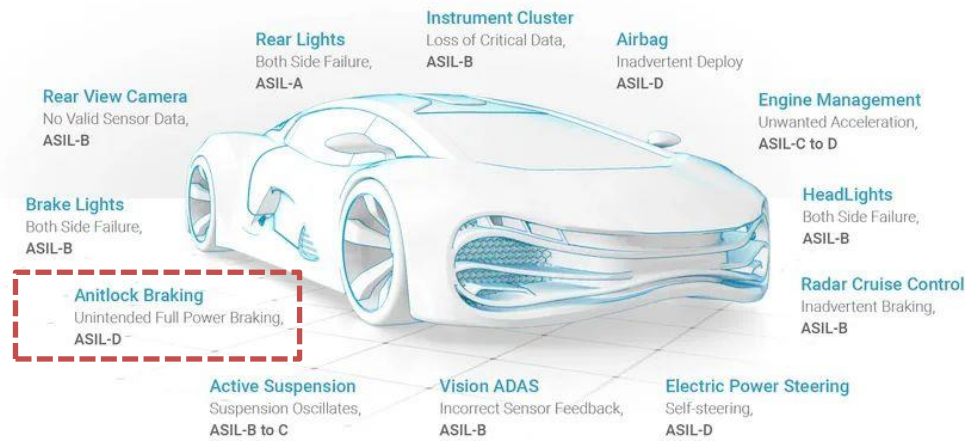 Instrument Cluster
Loss of Critical Data,
ASIL-B
Rear Lights
Both Side Failure,
ASIL-A
Airbag
Inadvertent Deploy
ASIL-D
Rear View Camera
No Valid Sensor Data,
ASIL-B
Engine Management
Unwanted Acceleration,
ASIL-C to D
Brake Lights
Both Side Failure,
ASIL-B
HeadLights
Both Side Failure,
ASIL-B
Anitlock Braking
Unintended Full Power Braking,
ASIL-D
Radar Cruise Control
Inadvertent Braking,
ASIL-B
Active Suspension
Suspension Oscillates,
ASIL-B to C
Vision ADAS
Incorrect Sensor Feedback,
ASIL-B
Electric Power Steering
Self-steering,
ASIL-D